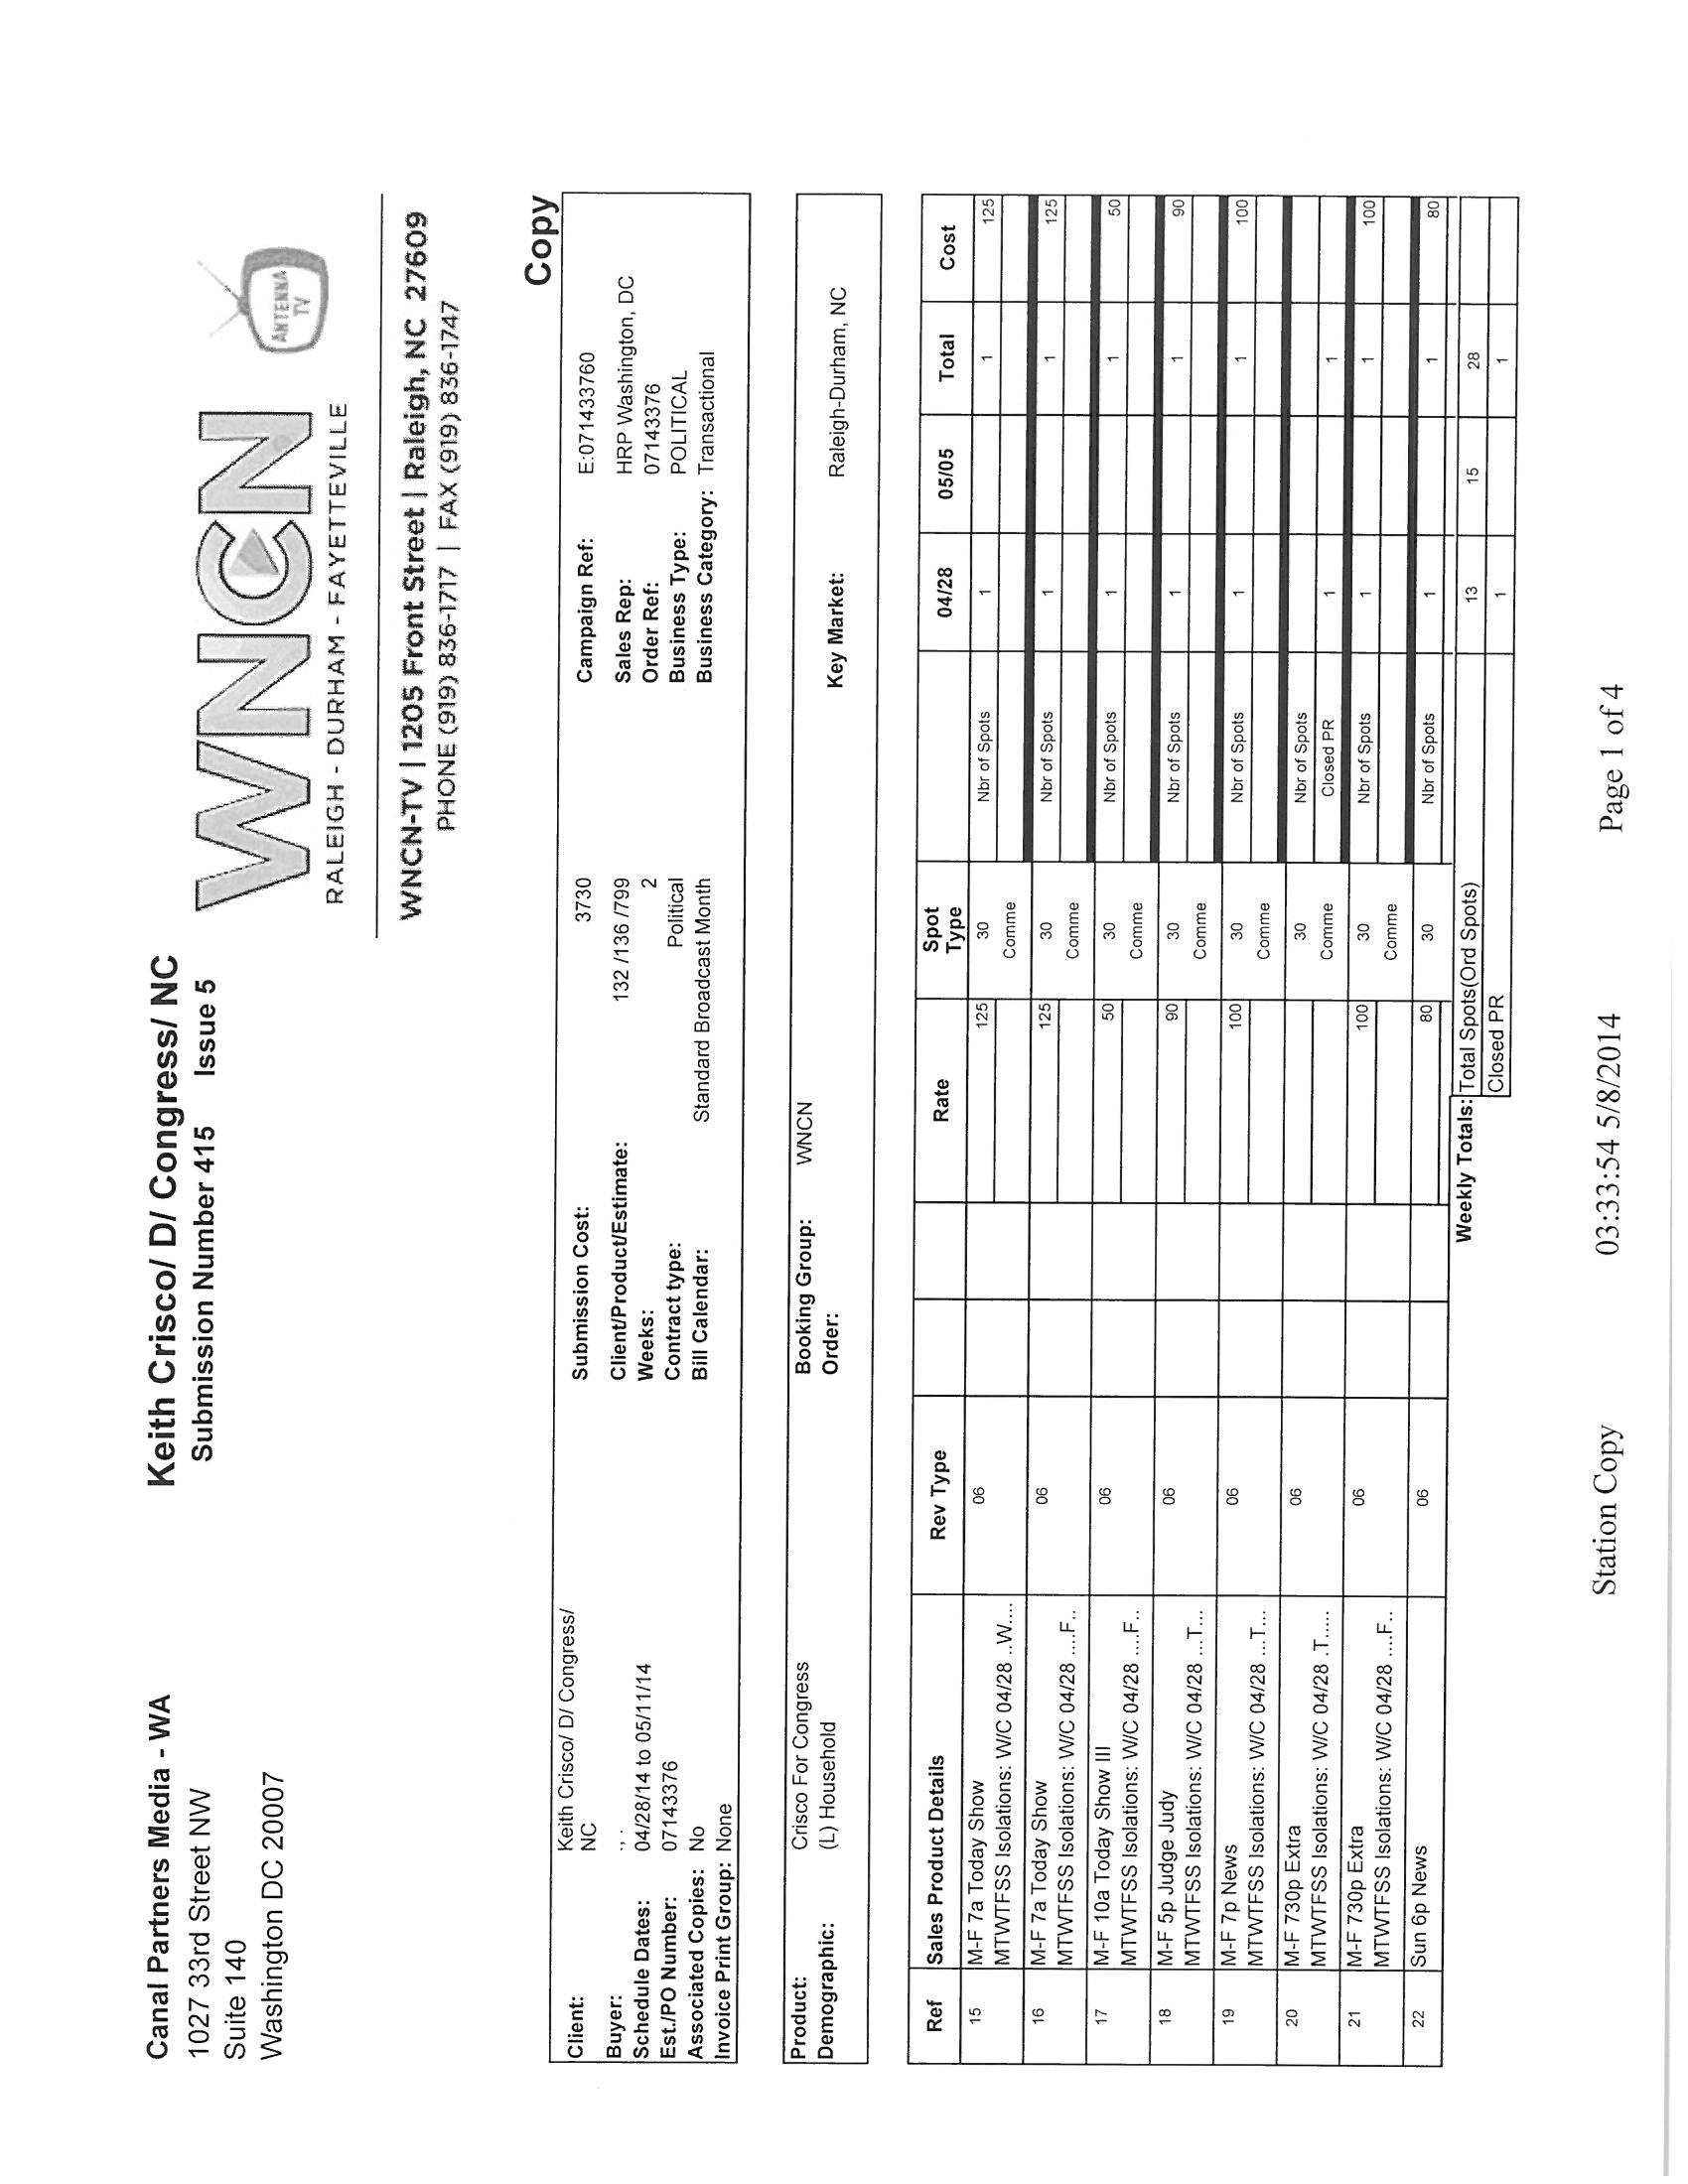 Canal Partners Media - WA
1027 33rd Street NW
Suite 140
Washington DC 20007
Keith Crisco/ D/ Congress/ NC
Submission Number 415 Issue 5
WNCN
RALEIGH - DURHAM - FAYETTEVILLE
ANTENNA
TV
WNCN-TV | 1205 Front Street | Raleigh, NC 27609
PHONE (919) 836-1717 | FAX (919) 836-1747
Copy
Client: Keith Crisco/ D/ Congress/ Submission Cost: 3730 Campaign Ref: E:071433760
NC
Buyer: ., . Client/Product/Estimate: 132 /136 /799 Sales Rep: HRP Washington, DC
Schedule Dates: 04/28/14 to 05/11/14 Weeks: 2 Order Ref: 07143376
Est./PO Number: 07143376 Contract type: Political Business Type: POLITICAL
Associated Copies: No Bill Calendar: Standard Broadcast Month Business Category: Transactional
Invoice Print Group: None
Product: Crisco For Congress Booking Group: WNCN
Demographic: (L) Household Order: Key Market: Raleigh-Durham, NC
Ref Sales Product Details Rev Type Rate Spot Type 04/28 05/05 Total Cost
15 M-F 7a Today Show 06 125 30 Nbr of Spots 1 1 125
MTWTFSS Isolations: W/C 04/28 ..W.... Comme
16 M-F 7a Today Show 06 125 30 Nbr of Spots 1 1 125
MTWTFSS Isolations: W/C 04/28 ....F.. Comme
17 M-F 10a Today Show III 06 50 30 Nbr of Spots 1 1 50
MTWTFSS Isolations: W/C 04/28 ....F.. Comme
18 M-F 5p Judge Judy 06 90 30 Nbr of Spots 1 1 90
MTWTFSS Isolations: W/C 04/28 ...T... Comme
19 M-F 7p News 06 100 30 Nbr of Spots 1 1 100
MTWTFSS Isolations: W/C 04/28 ...T... Comme
20 M-F 730p Extra 06 30 Nbr of Spots
MTWTFSS Isolations: W/C 04/28 .T..... Comme Closed PR 1 1
21 M-F 730p Extra 06 100 30 Nbr of Spots 1 1 100
MTWTFSS Isolations: W/C 04/28 ....F.. Comme
22 Sun 6p News 06 80 30 Nbr of Spots 1 1 80
Weekly Totals: Total Spots(Ord Spots) 13 15 28
Closed PR 1 1
Station Copy 03:33:54 5/8/2014 Page 1 of 4